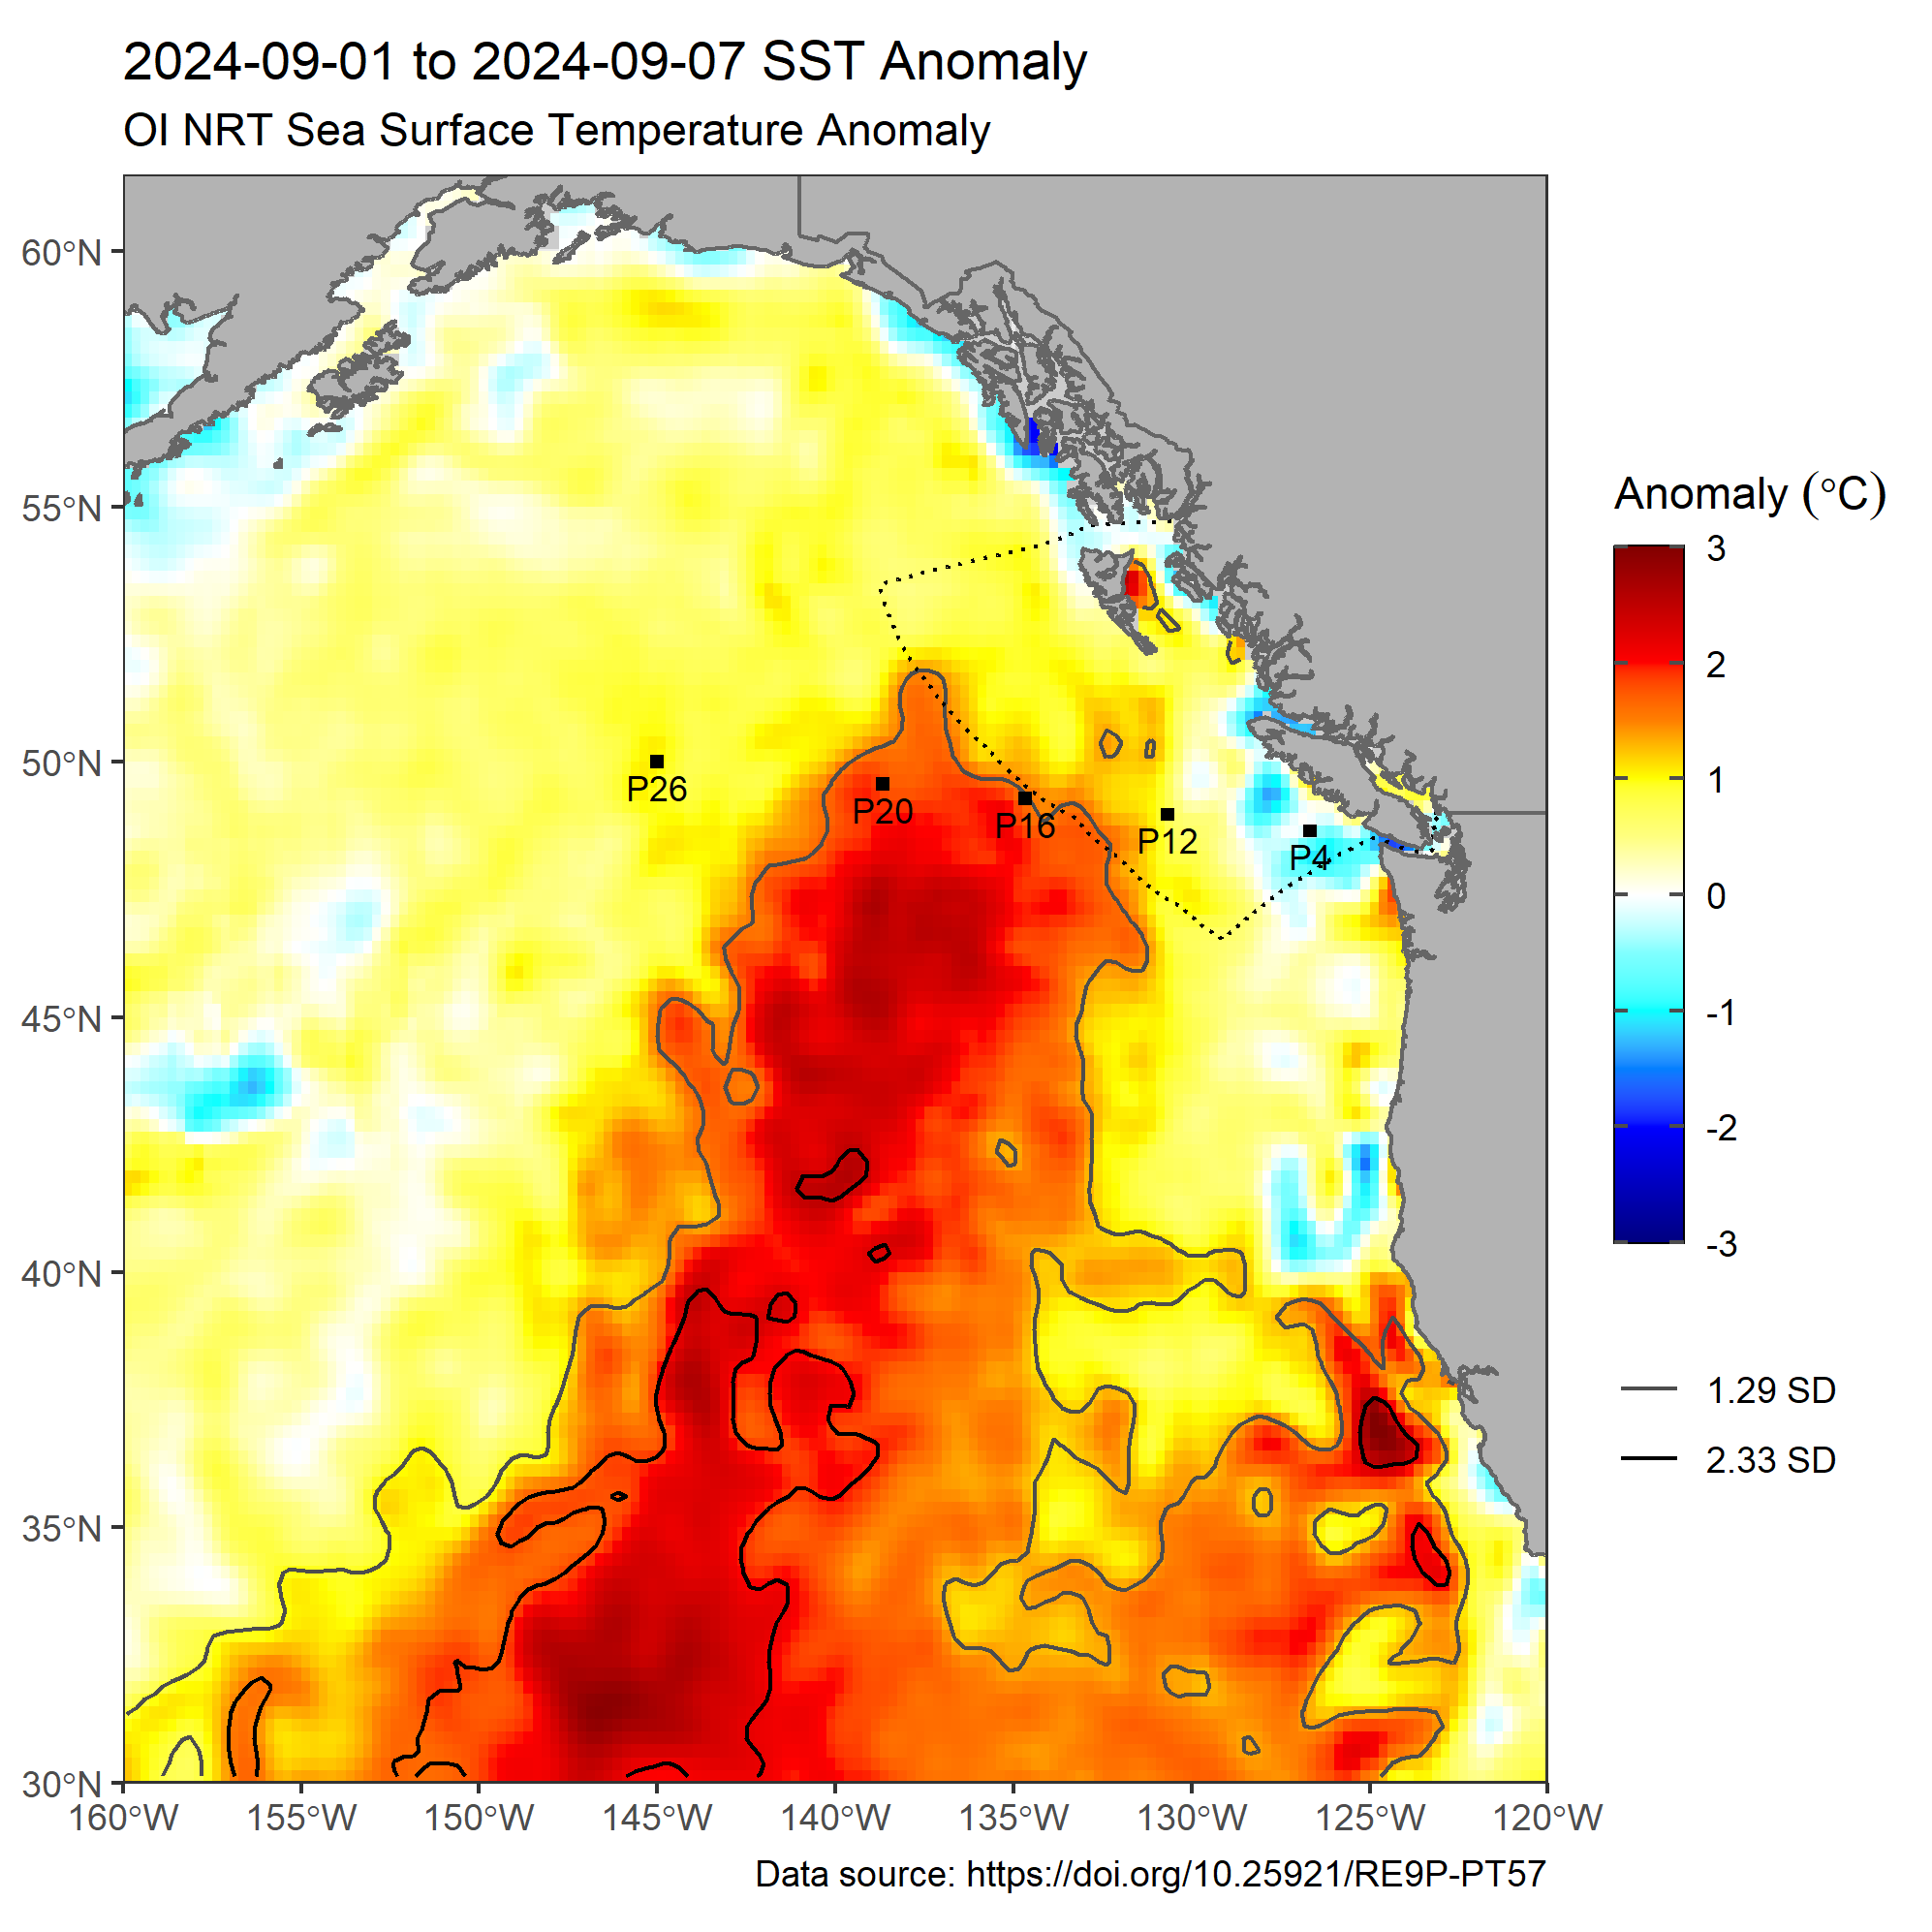 2024-09-01 to 2024-09-07 SST Anomaly
OI NRT Sea Surface Temperature Anomaly
60°N
55°N
50°N
45°N
40°N
35°N
30°N
160°W 155°W 150°W 145°W 140°W 135°W 130°W 125°W 120°W
P26
P20
P16
P12
P4
Anomaly (°C)
3
2
1
0
-1
-2
-3
1.29 SD
2.33 SD
Data source: https://doi.org/10.25921/RE9P-PT57